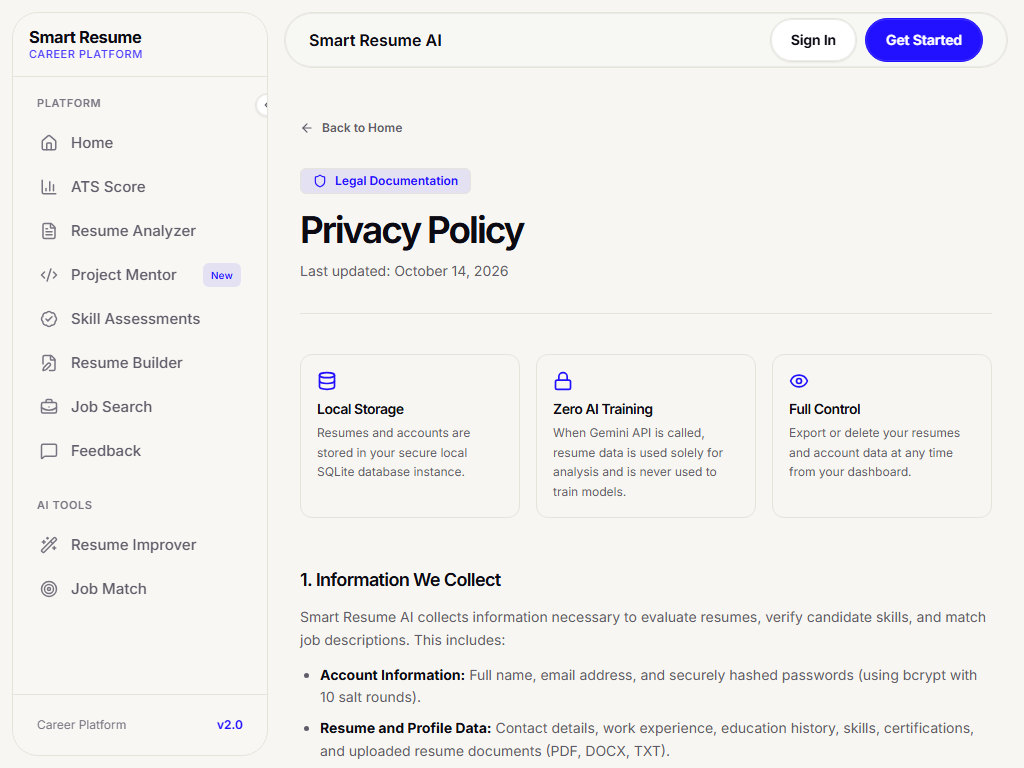 Smart Resume
CAREER PLATFORM
PLATFORM
Home
ATS Score
Resume Analyzer
Project Mentor New
Skill Assessments
Resume Builder
Job Search
Feedback
AI TOOLS
Resume Improver
Job Match
Career Platform v2.0
Smart Resume AI
Sign In
Get Started
Back to Home
Legal Documentation
Privacy Policy
Last updated: October 14, 2026
Local Storage
Resumes and accounts are
stored in your secure local
SQLite database instance.
Zero AI Training
When Gemini API is called,
resume data is used solely for
analysis and is never used to
train models.
Full Control
Export or delete your resumes
and account data at any time
from your dashboard.
1. Information We Collect
Smart Resume AI collects information necessary to evaluate resumes, verify candidate skills, and match
job descriptions. This includes:
Account Information: Full name, email address, and securely hashed passwords (using bcrypt with
10 salt rounds).
Resume and Profile Data: Contact details, work experience, education history, skills, certifications,
and uploaded resume documents (PDF, DOCX, TXT).